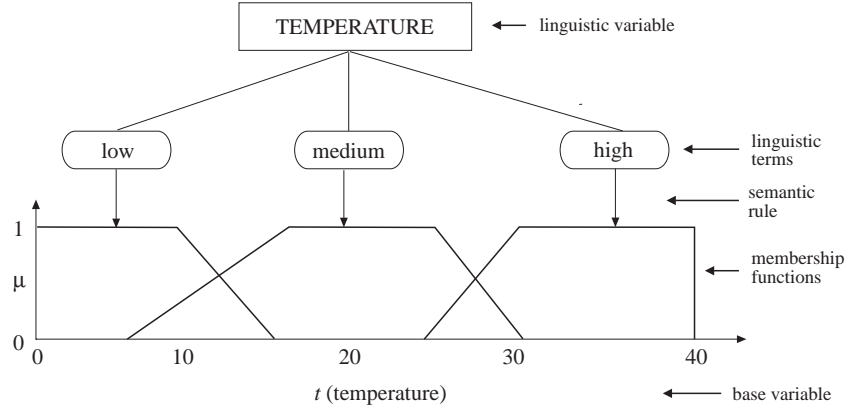 TEMPERATURE
linguistic variable
low
medium
high
linguistic
terms
semantic
rule
1
membership
functions
μ
0
0 10 20 30 40
t (temperature)
base variable